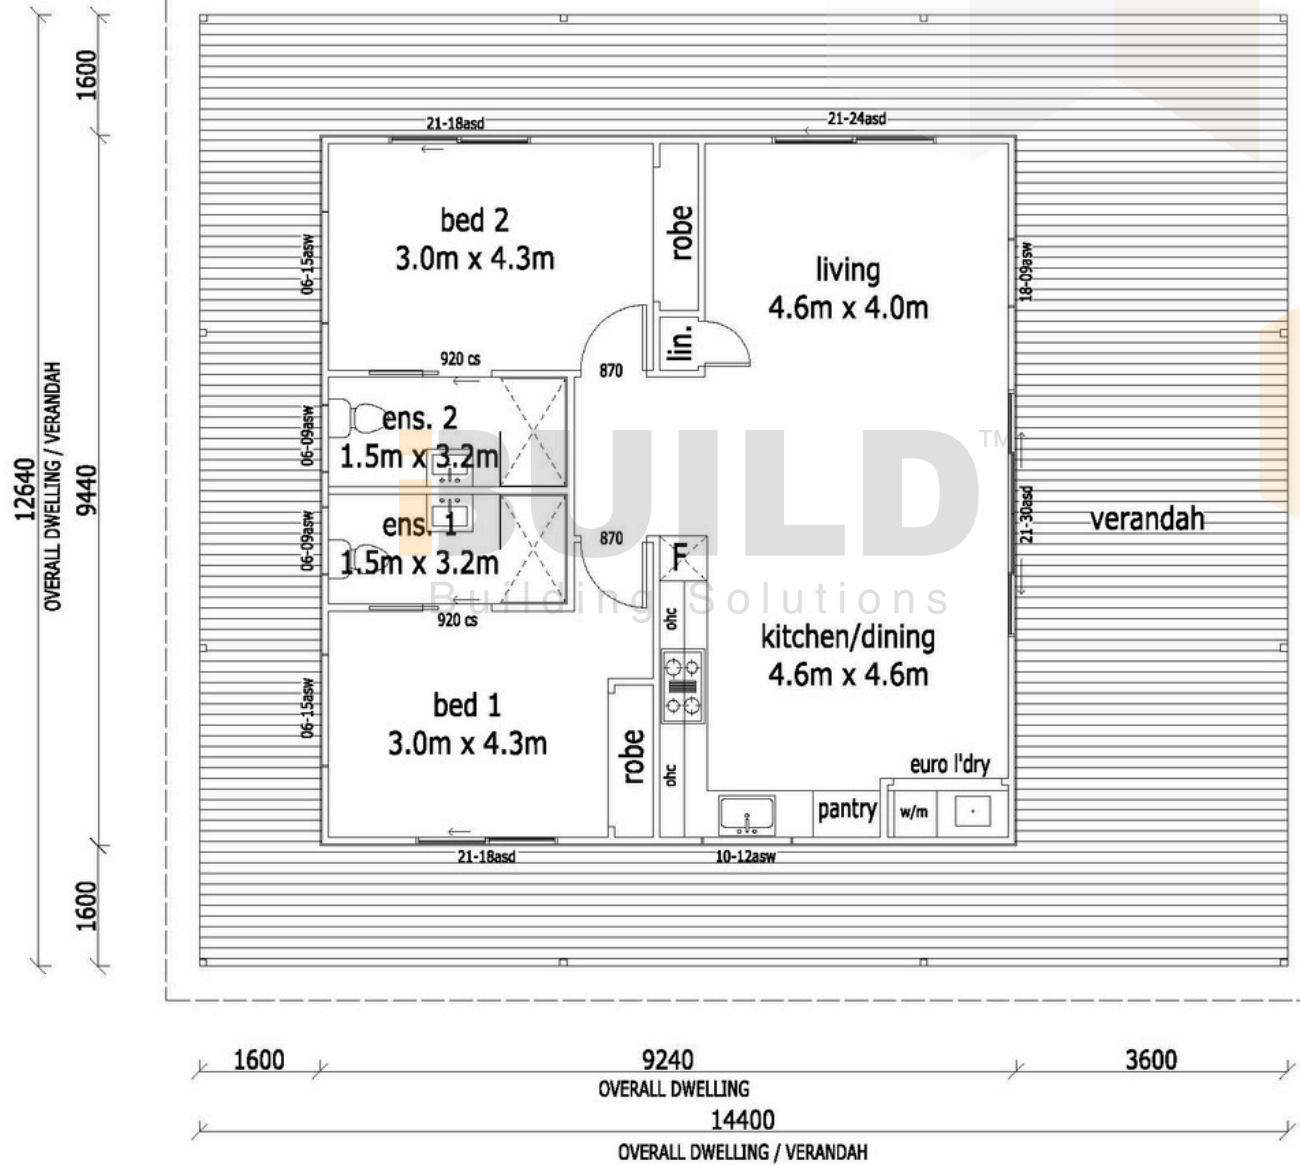 1600
21-18asd
21-24asd
bed 2
3.0m x 4.3m
robe
living
4.6m x 4.0m
06-15asw
18-09asw
lin.
920 cs
870
ens. 2
1.5m x 3.2m
06-09asw
12640
OVERALL DWELLING / VERANDAH
9440
iBUILD™
Building Solutions
ens. 1
1.5m x 3.2m
06-09asw
870
F
21-30asd
verandah
920 cs
ohc
kitchen/dining
4.6m x 4.6m
bed 1
3.0m x 4.3m
06-15asw
robe
ohc
euro l'dry
pantry
w/m
21-18asd
10-12asw
1600
1600
9240
3600
OVERALL DWELLING
14400
OVERALL DWELLING / VERANDAH